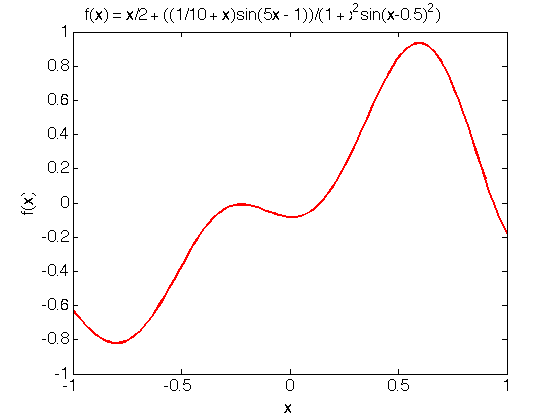 f(x) = x/2 + ((1/10 + x)sin(5x - 1))/(1 + x²sin(x-0.5)²)
1
0.8
0.6
0.4
0.2
0
-0.2
-0.4
-0.6
-0.8
-1
f(x)
-1 -0.5 0 0.5 1
x